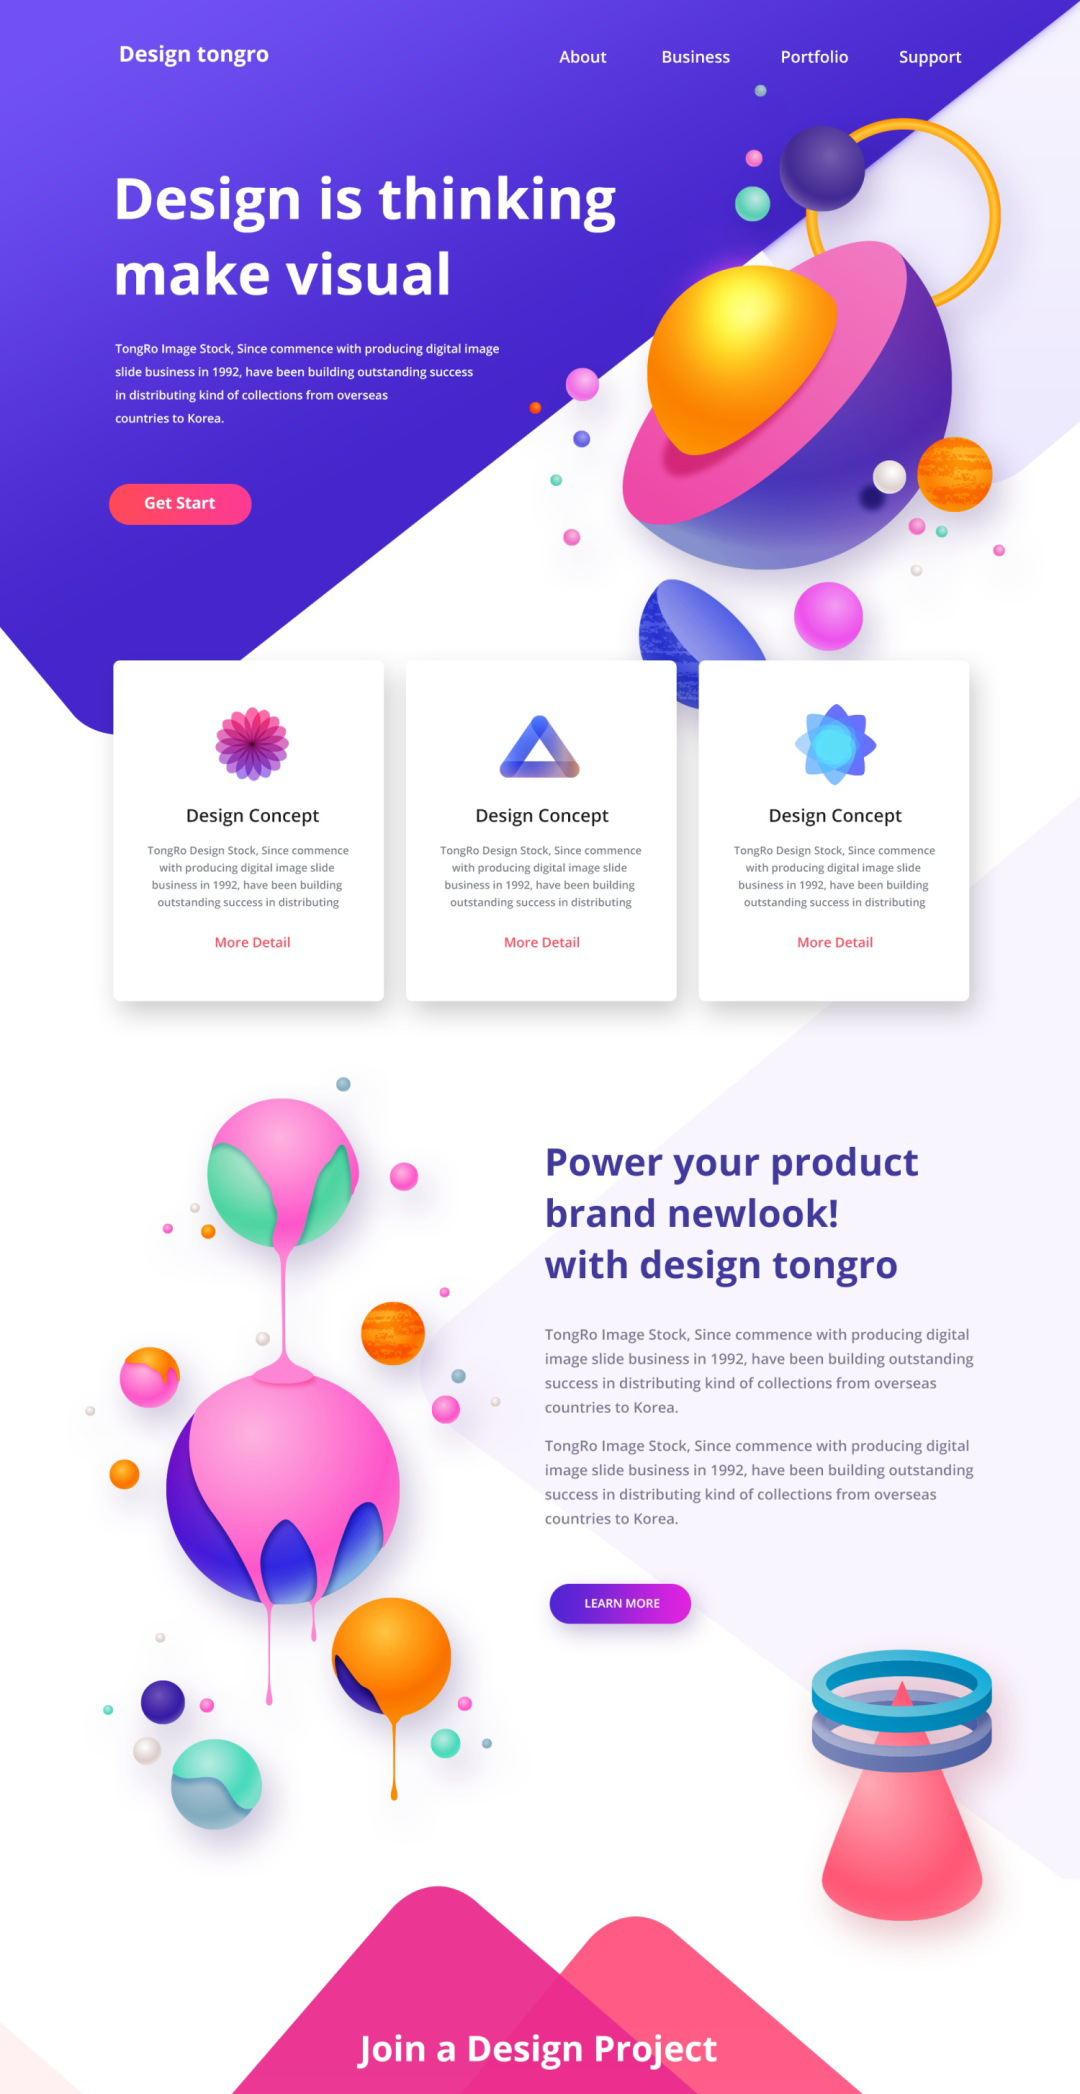 Design tongro
About Business Portfolio Support
Design is thinking
make visual
TongRo Image Stock, Since commence with producing digital image
slide business in 1992, have been building outstanding success
in distributing kind of collections from overseas
countries to Korea.
Get Start
Design Concept
TongRo Design Stock, Since commence
with producing digital image slide
business in 1992, have been building
outstanding success in distributing
More Detail
Design Concept
TongRo Design Stock, Since commence
with producing digital image slide
business in 1992, have been building
outstanding success in distributing
More Detail
Design Concept
TongRo Design Stock, Since commence
with producing digital image slide
business in 1992, have been building
outstanding success in distributing
More Detail
Power your product
brand newlook!
with design tongro
TongRo Image Stock, Since commence with producing digital
image slide business in 1992, have been building outstanding
success in distributing kind of collections from overseas
countries to Korea.
TongRo Image Stock, Since commence with producing digital
image slide business in 1992, have been building outstanding
success in distributing kind of collections from overseas
countries to Korea.
LEARN MORE
Join a Design Project